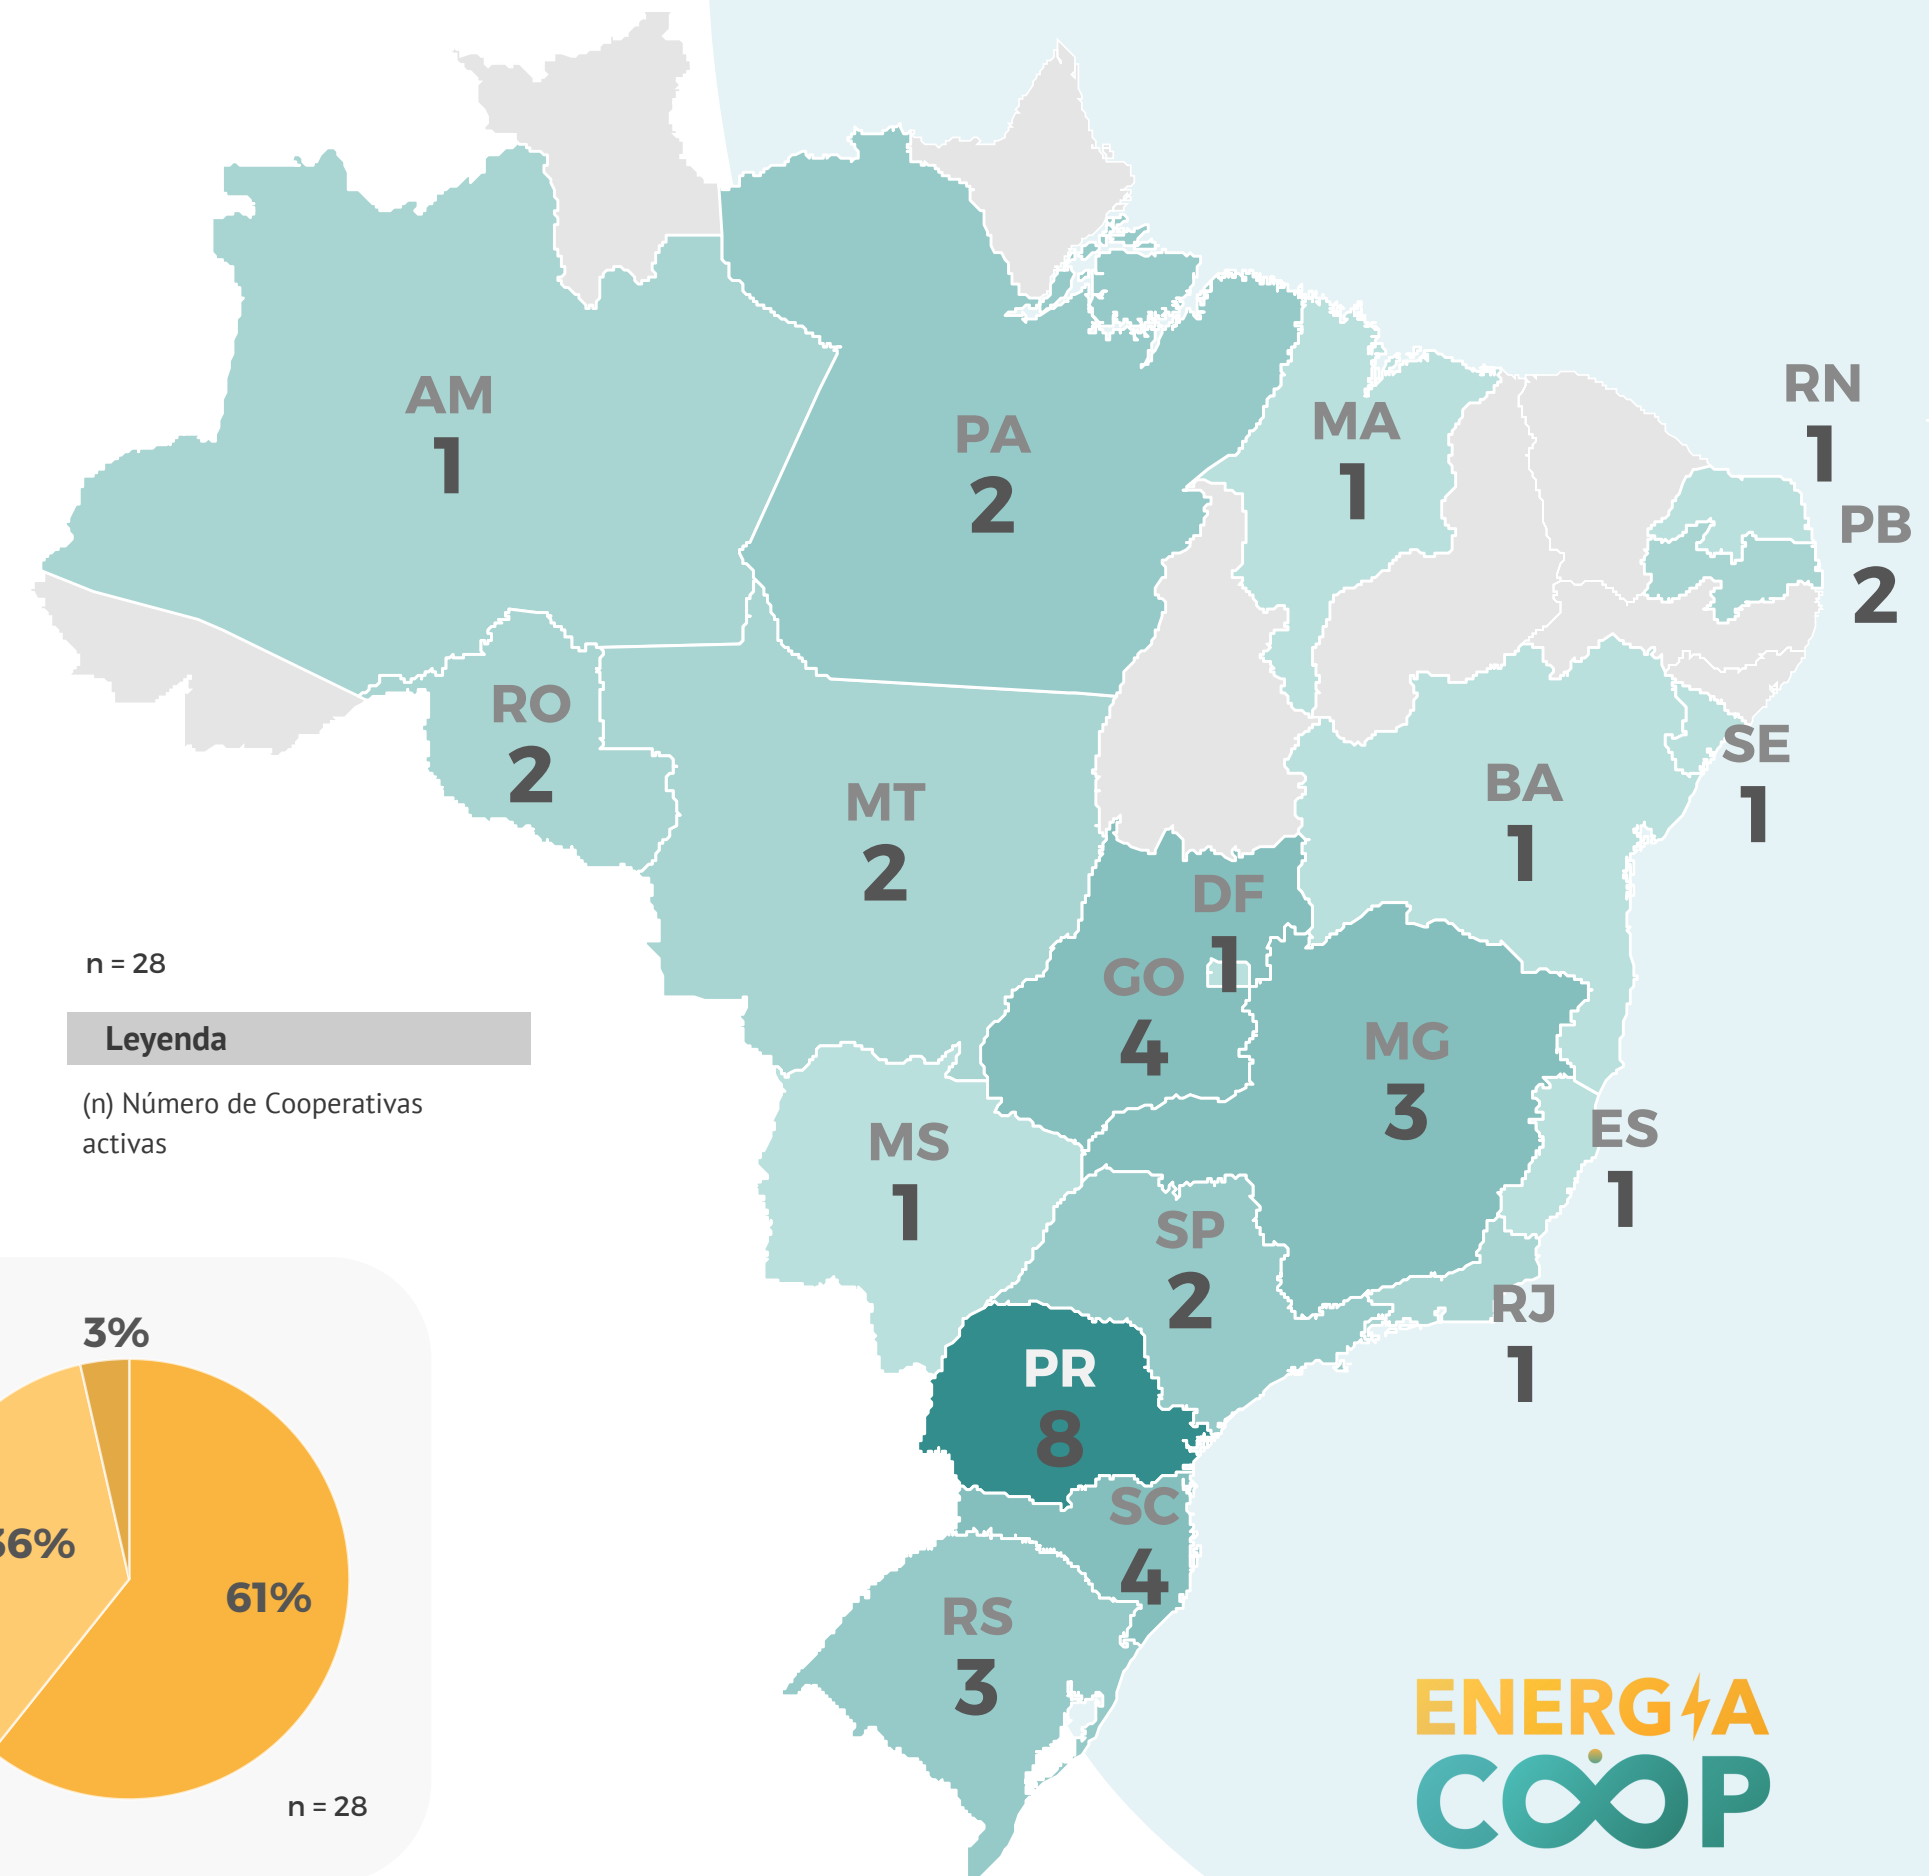 AM
1
PA
2
MA
1
RN
1
PB
2
RO
2
MT
2
BA
1
SE
1
DF
1
GO
4
MG
3
ES
1
MS
1
SP
2
RJ
1
PR
8
SC
4
RS
3
n = 28
Leyenda
(n) Número de Cooperativas
activas
3%
36%
61%
n = 28
ENERGIA
COOP